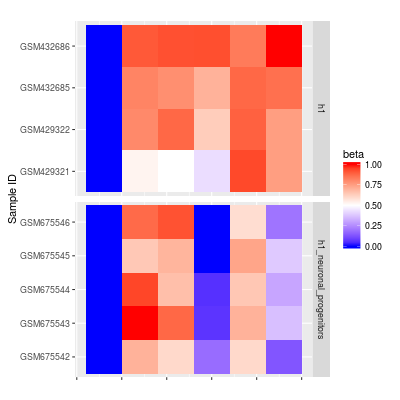 GSM432686
GSM432685
GSM429322
GSM429321
h1
GSM675546
GSM675545
GSM675544
GSM675543
GSM675542
h1_neuronal_progenitors
Sample ID
beta
1.00
0.75
0.50
0.25
0.00